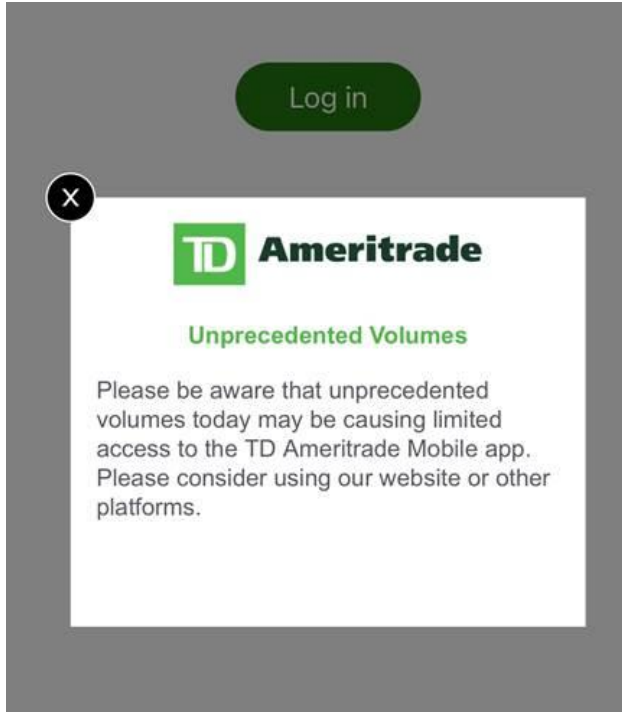 Log in
X
TD Ameritrade
Unprecedented Volumes
Please be aware that unprecedented
volumes today may be causing limited
access to the TD Ameritrade Mobile app.
Please consider using our website or other
platforms.